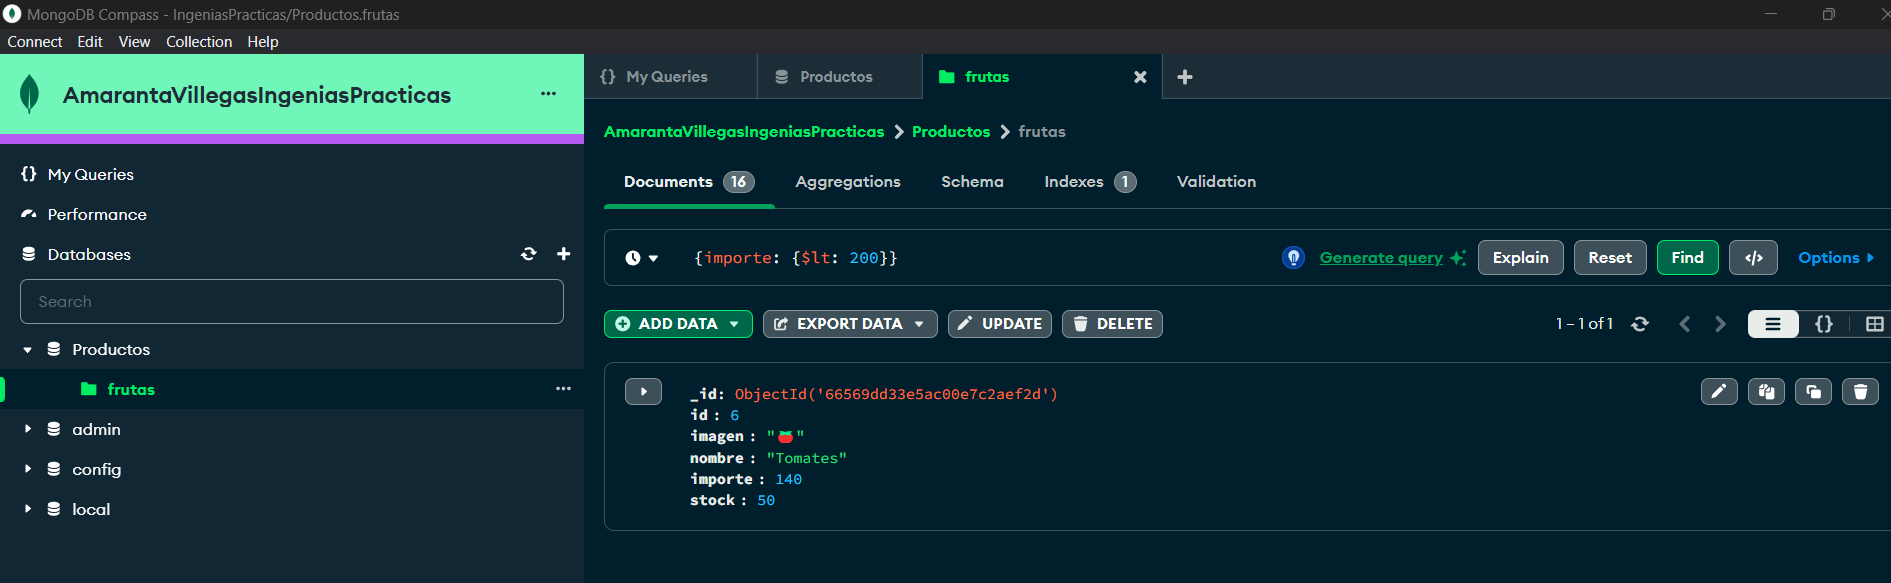 MongoDB Compass - IngeniasPracticas/Productos.frutas
Connect Edit View Collection Help
AmarantaVillegasIngeniasPracticas
My Queries
Performance
Databases
Search
Productos
frutas
admin
config
local
My Queries
Productos
frutas
AmarantaVillegasIngeniasPracticas > Productos > frutas
Documents 16 Aggregations Schema Indexes 1 Validation
{importe: {$lt: 200}}
Generate query Explain Reset Find </> Options
ADD DATA EXPORT DATA UPDATE DELETE
1 – 1 of 1
{}
_id: ObjectId('66569dd33e5ac00e7c2aef2d')
id : 6
imagen : "🍅"
nombre : "Tomates"
importe : 140
stock : 50